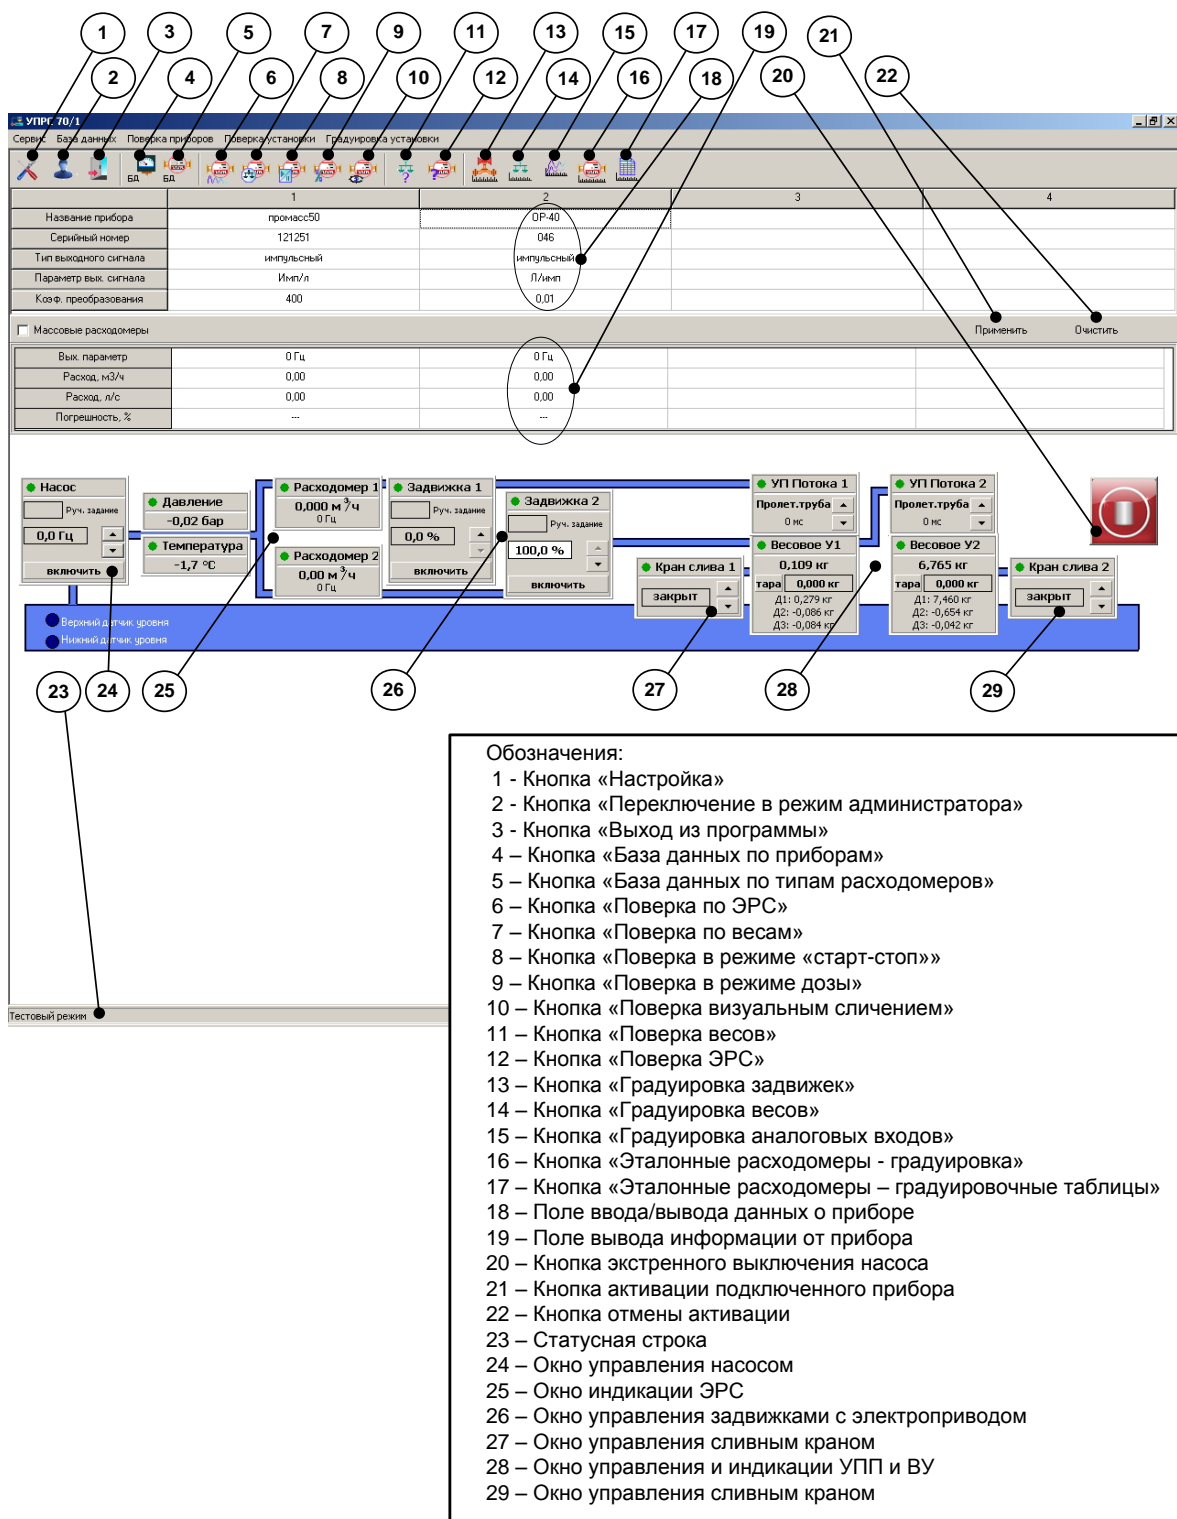 1 3 5 7 9 11 13 15 17 19 21
2 4 6 8 10 12 14 16 18 20 22
УПРС 70/1
Сервис База данных Поверка приборов Поверка установки Градуировка установки
БД БД
1 2 3 4
Название прибора промасс50 ОР-40
Серийный номер 121251 046
Тип выходного сигнала импульсный импульсный
Параметр вых. сигнала Имп/л Л/имп
Коэф. преобразования 400 0,01
Массовые расходомеры Применить Очистить
Вых. параметр 0 Гц 0 Гц
Расход, м3/ч 0,00 0,00
Расход, л/с 0,00 0,00
Погрешность, % --- ---
Насос
Руч. задание
0,0 Гц
включить
Давление
-0,02 бар
Температура
-1,7 °C
Расходомер 1
0,000 м³/ч
0 Гц
Расходомер 2
0,00 м³/ч
0 Гц
Задвижка 1
Руч. задание
0,0 %
включить
Задвижка 2
Руч. задание
100,0 %
включить
УП Потока 1
Пролет.труба
0 мс
УП Потока 2
Пролет.труба
0 мс
Весовое У1
0,109 кг
тара 0,000 кг
Д1: 0,279 кг
Д2: -0,086 кг
Д3: -0,084 кг
Весовое У2
6,765 кг
тара 0,000 кг
Д1: 7,460 кг
Д2: -0,654 кг
Д3: -0,042 кг
Кран слива 1
закрыт
Кран слива 2
закрыт
Верхний датчик уровня
Нижний датчик уровня
23 24 25 26 27 28 29
Тестовый режим
Обозначения:
1 - Кнопка «Настройка»
2 - Кнопка «Переключение в режим администратора»
3 - Кнопка «Выход из программы»
4 – Кнопка «База данных по приборам»
5 – Кнопка «База данных по типам расходомеров»
6 – Кнопка «Поверка по ЭРС»
7 – Кнопка «Поверка по весам»
8 – Кнопка «Поверка в режиме «старт-стоп»»
9 – Кнопка «Поверка в режиме дозы»
10 – Кнопка «Поверка визуальным сличением»
11 – Кнопка «Поверка весов»
12 – Кнопка «Поверка ЭРС»
13 – Кнопка «Градуировка задвижек»
14 – Кнопка «Градуировка весов»
15 – Кнопка «Градуировка аналоговых входов»
16 – Кнопка «Эталонные расходомеры - градуировка»
17 – Кнопка «Эталонные расходомеры – градуировочные таблицы»
18 – Поле ввода/вывода данных о приборе
19 – Поле вывода информации от прибора
20 – Кнопка экстренного выключения насоса
21 – Кнопка активации подключенного прибора
22 – Кнопка отмены активации
23 – Статусная строка
24 – Окно управления насосом
25 – Окно индикации ЭРС
26 – Окно управления задвижками с электроприводом
27 – Окно управления сливным краном
28 – Окно управления и индикации УПП и ВУ
29 – Окно управления сливным краном